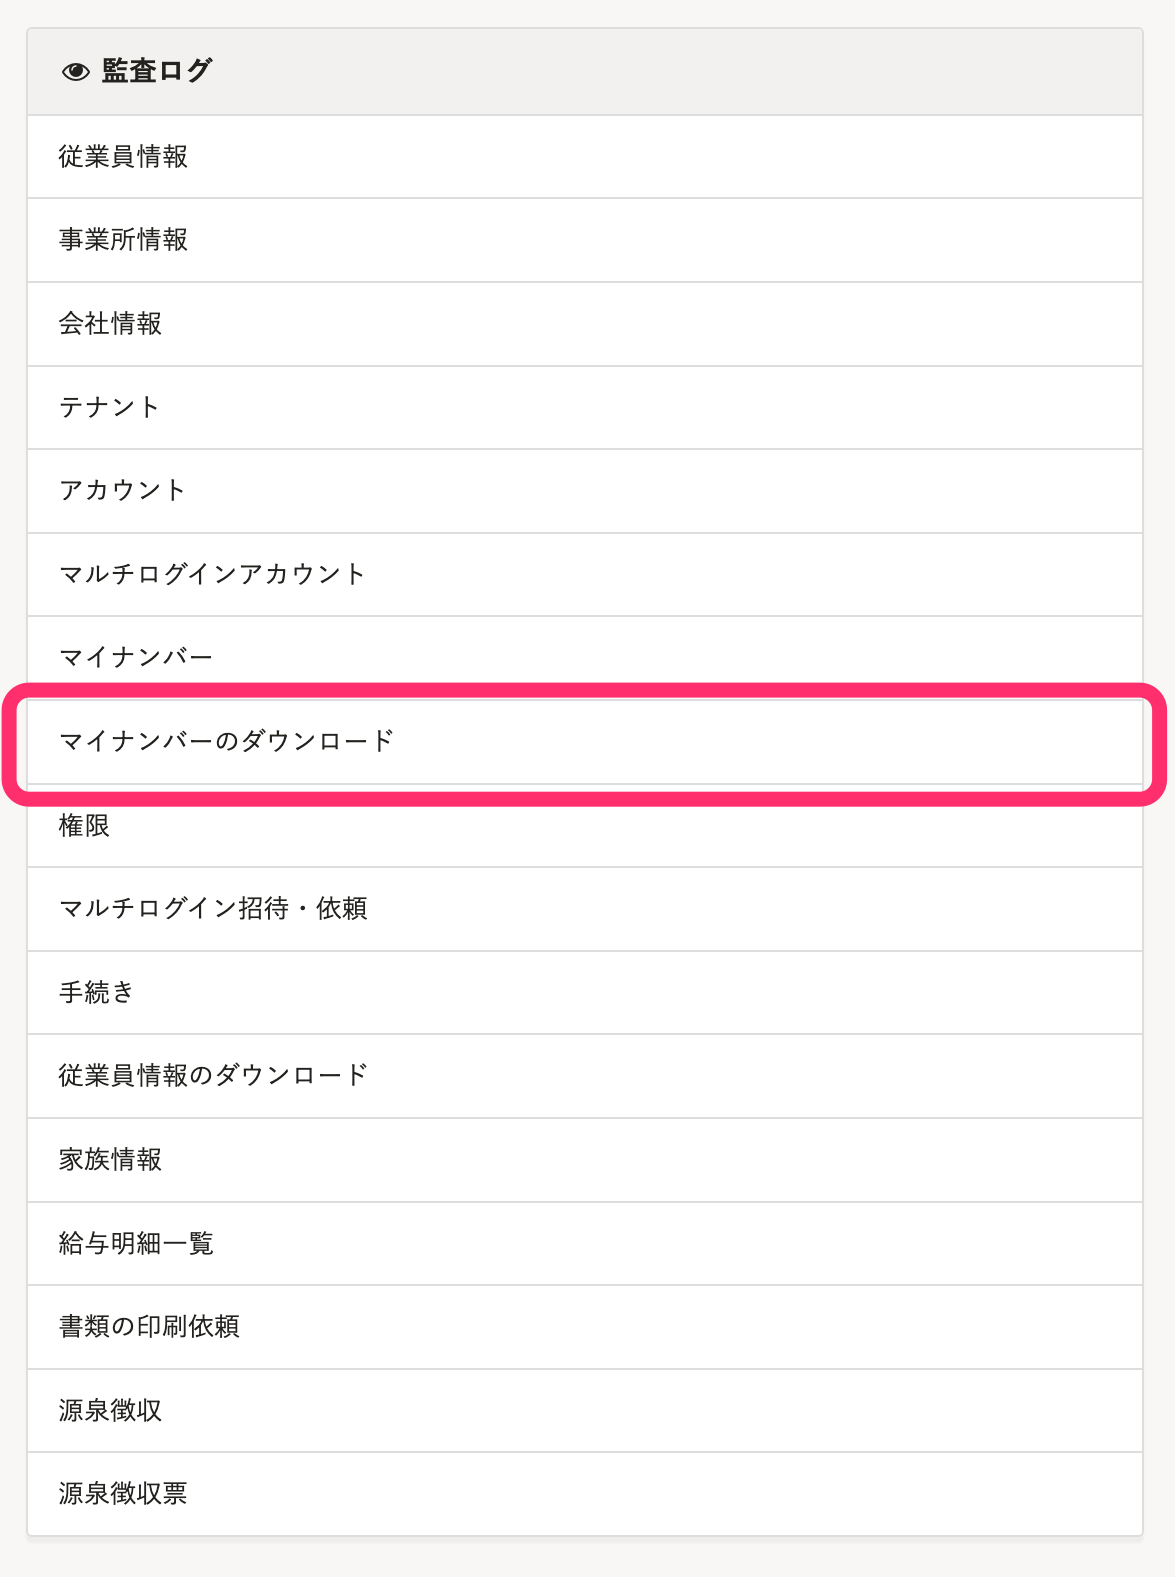 監査ログ
従業員情報
事業所情報
会社情報
テナント
アカウント
マルチログインアカウント
マイナンバー
マイナンバーのダウンロード
権限
マルチログイン招待・依頼
手続き
従業員情報のダウンロード
家族情報
給与明細一覧
書類の印刷依頼
源泉徴収
源泉徴収票